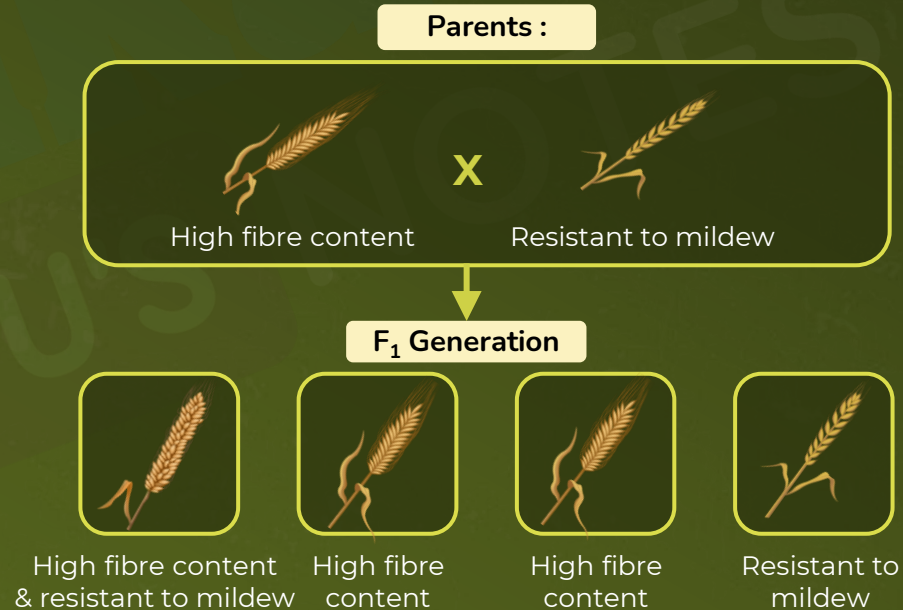 Parents :
X
High fibre content
Resistant to mildew
F₁ Generation
High fibre content
& resistant to mildew
High fibre
content
High fibre
content
Resistant to
mildew
U'S NOTES